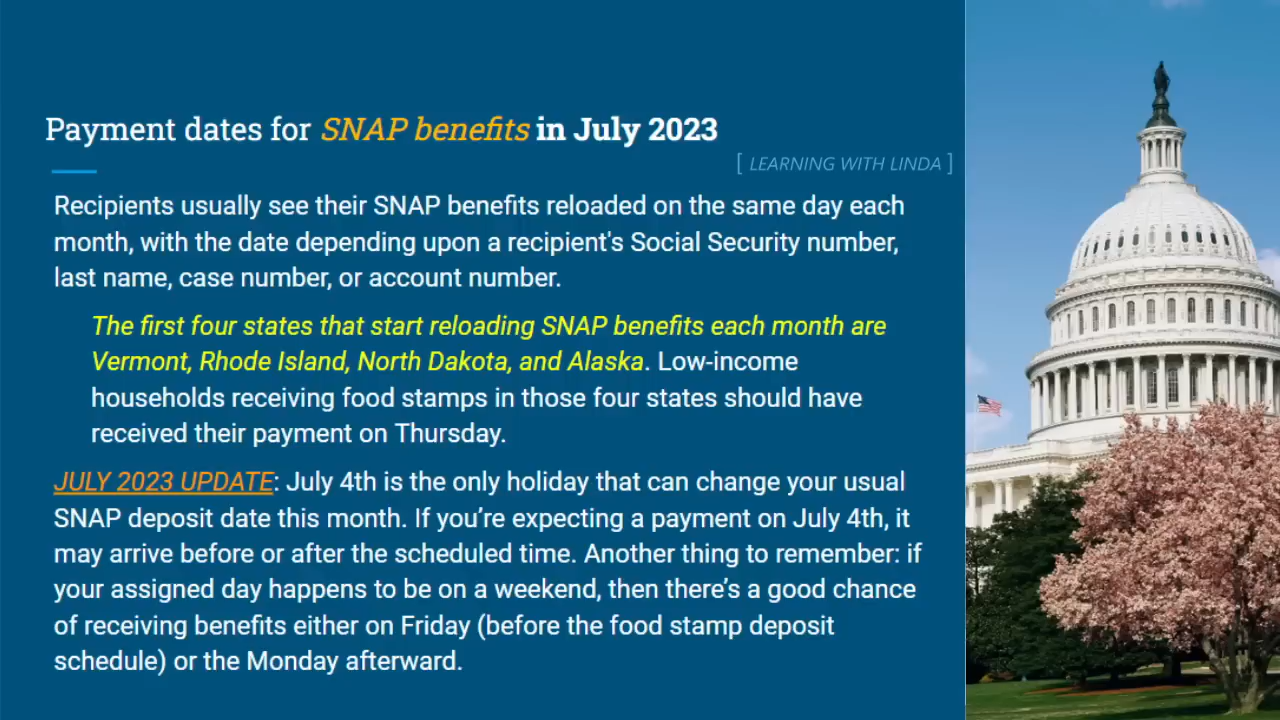 Payment dates for SNAP benefits in July 2023
[ LEARNING WITH LINDA ]
Recipients usually see their SNAP benefits reloaded on the same day each
month, with the date depending upon a recipient's Social Security number,
last name, case number, or account number.
The first four states that start reloading SNAP benefits each month are
Vermont, Rhode Island, North Dakota, and Alaska. Low-income
households receiving food stamps in those four states should have
received their payment on Thursday.
JULY 2023 UPDATE: July 4th is the only holiday that can change your usual
SNAP deposit date this month. If you’re expecting a payment on July 4th, it
may arrive before or after the scheduled time. Another thing to remember: if
your assigned day happens to be on a weekend, then there’s a good chance
of receiving benefits either on Friday (before the food stamp deposit
schedule) or the Monday afterward.